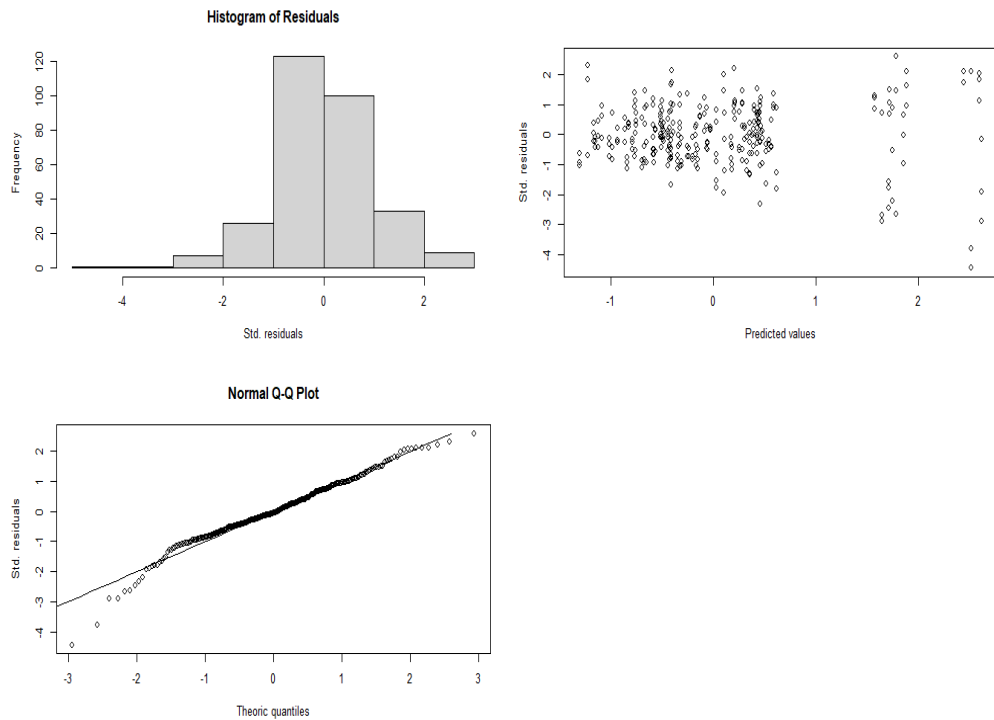 Histogram of Residuals
Frequency
0 20 40 60 80 100 120
-4 -2 0 2
Std. residuals
Std. residuals
-4 -3 -2 -1 0 1 2
-1 0 1 2
Predicted values
Normal Q-Q Plot
Std. residuals
-4 -3 -2 -1 0 1 2
-3 -2 -1 0 1 2 3
Theoric quantiles